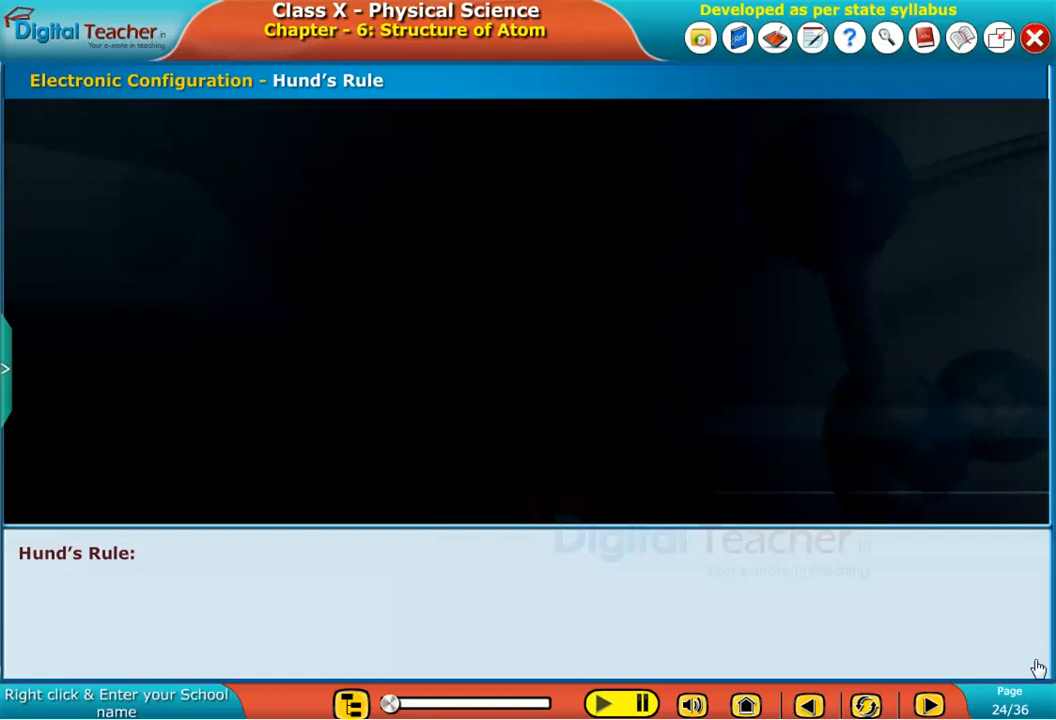 Digital Teacher.in
Your e-mate in teaching
Class X - Physical Science
Chapter - 6: Structure of Atom
Developed as per state syllabus
Electronic Configuration - Hund's Rule
Hund's Rule:
Digital Teacher.in
Your e-mate in teaching
Right click & Enter your School
name
Page
24/36